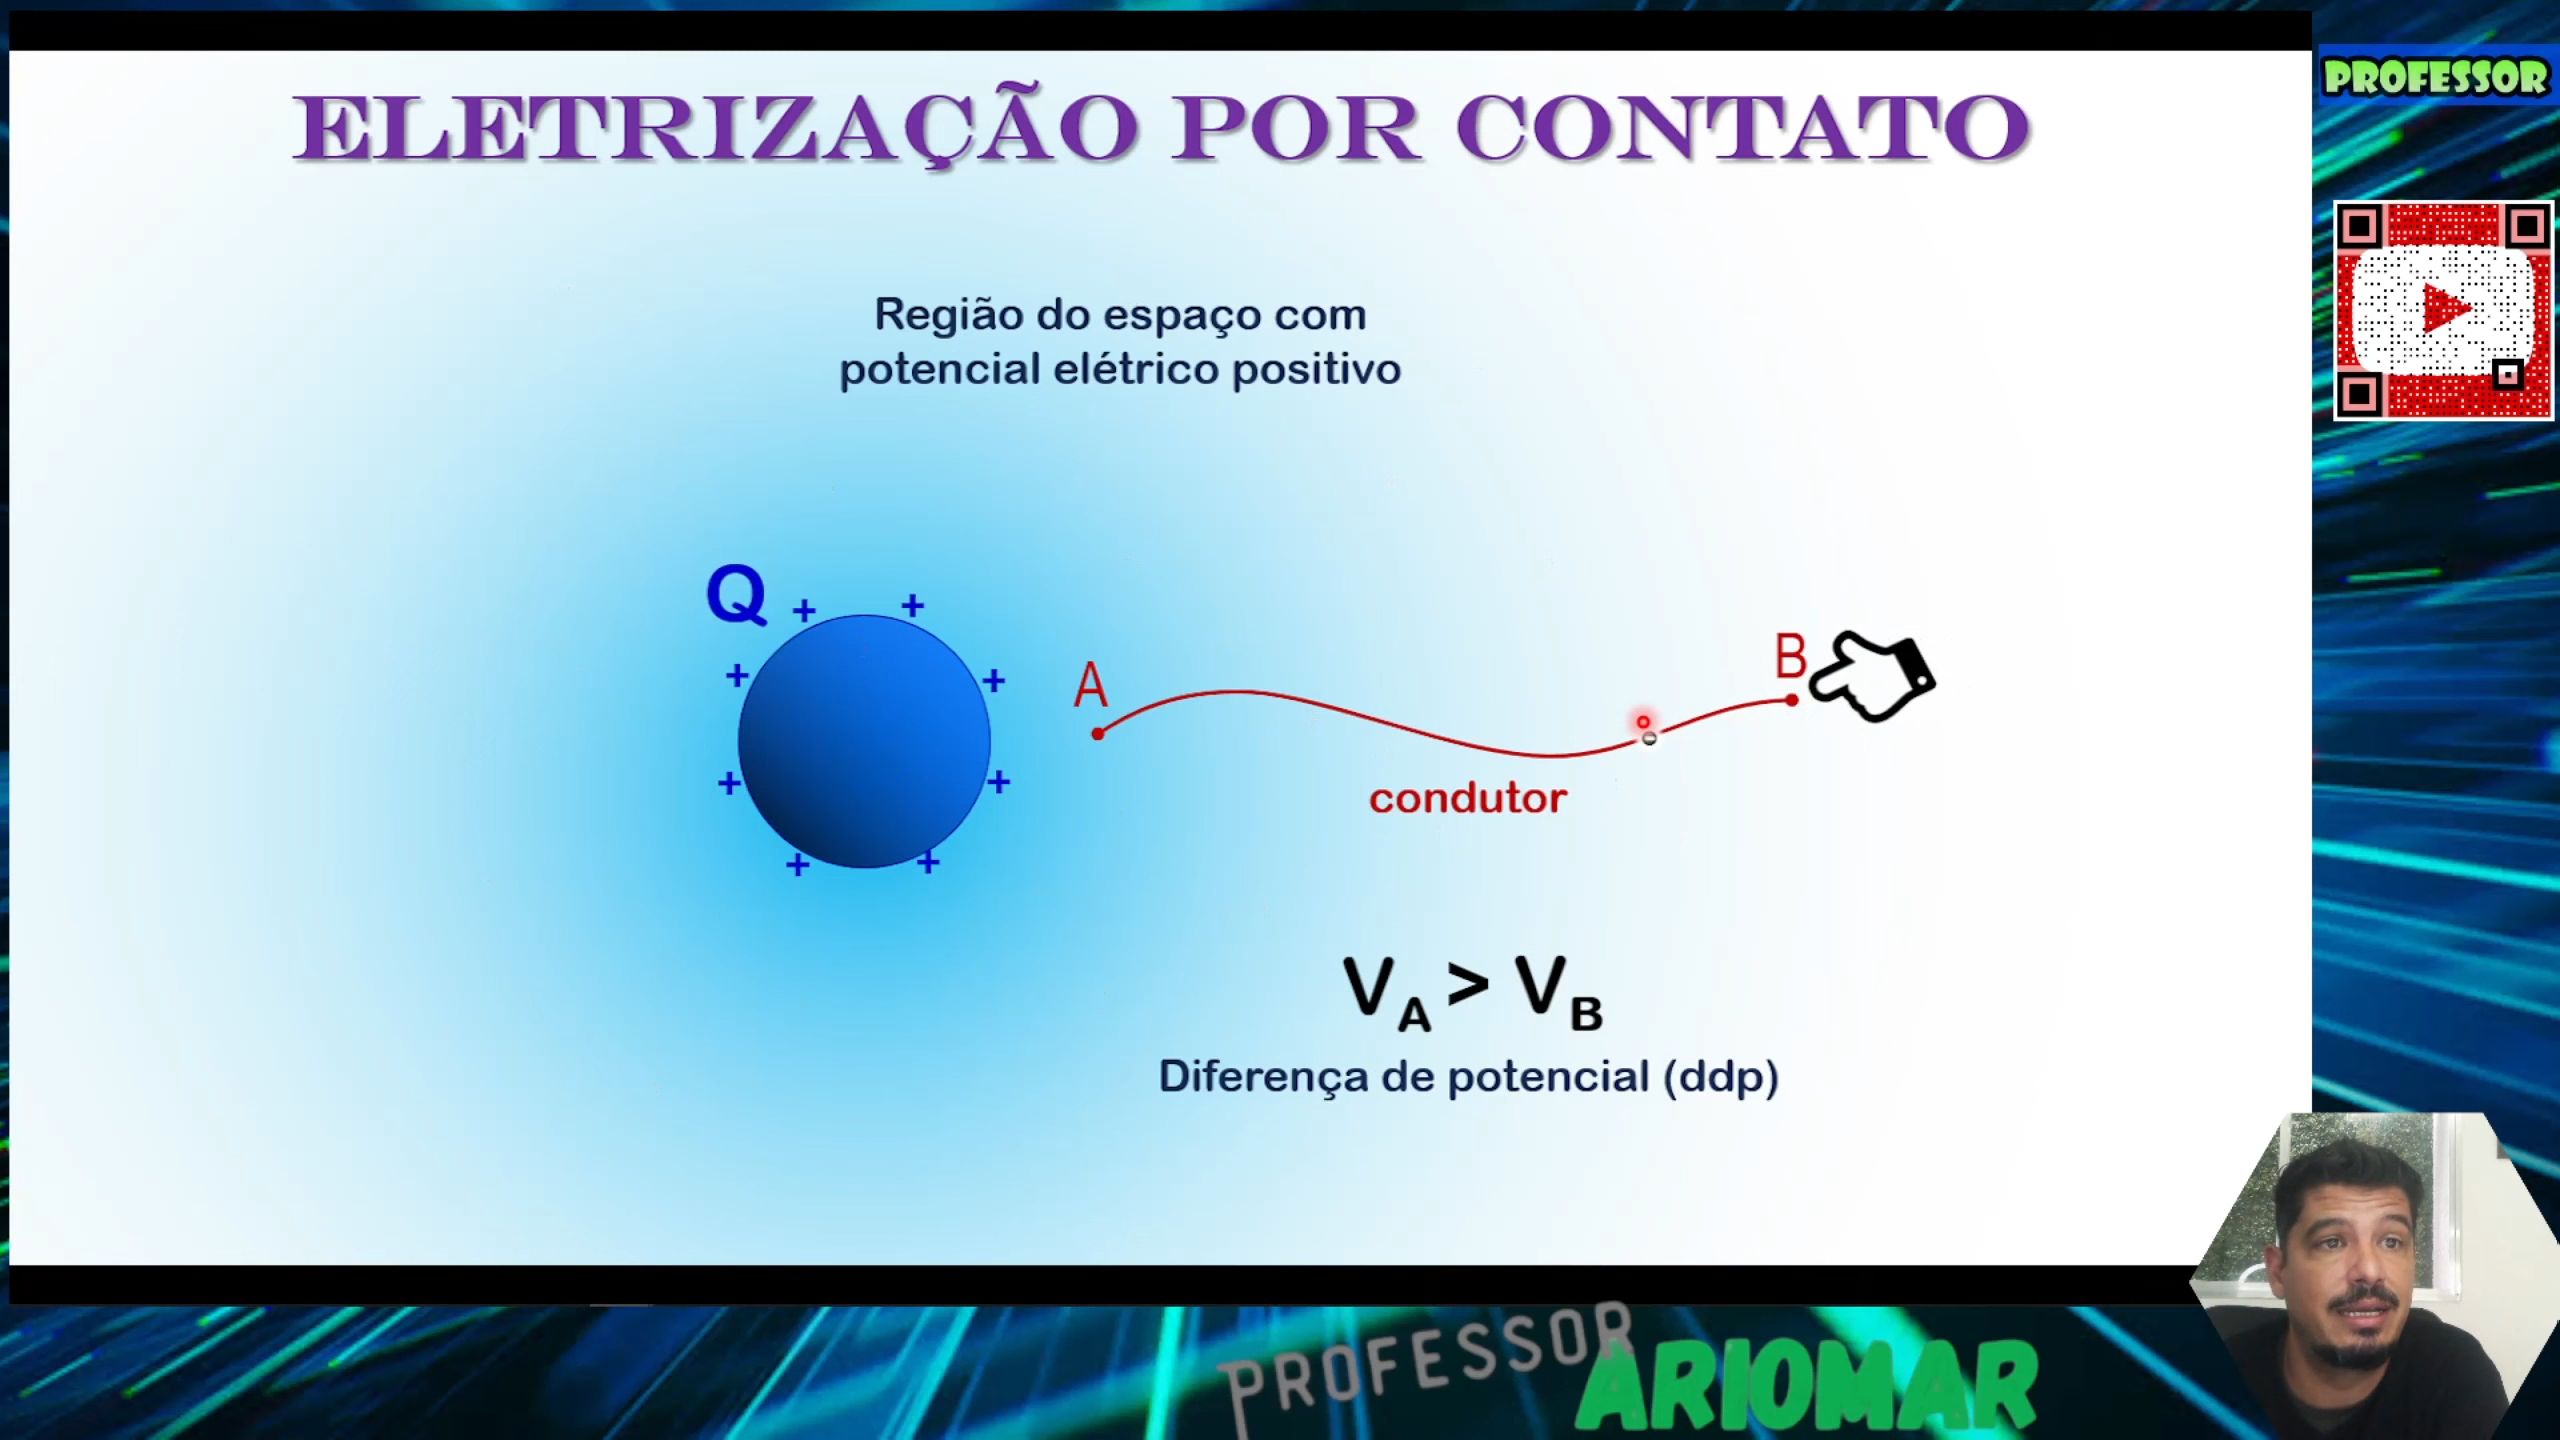 ELETRIZAÇÃO POR CONTATO
PROFESSOR
Região do espaço com
potencial elétrico positivo
Q
+ +
+ +
+ +
+ +
A
B
condutor
VA > VB
Diferença de potencial (ddp)
PROFESSOR
ARIOMAR